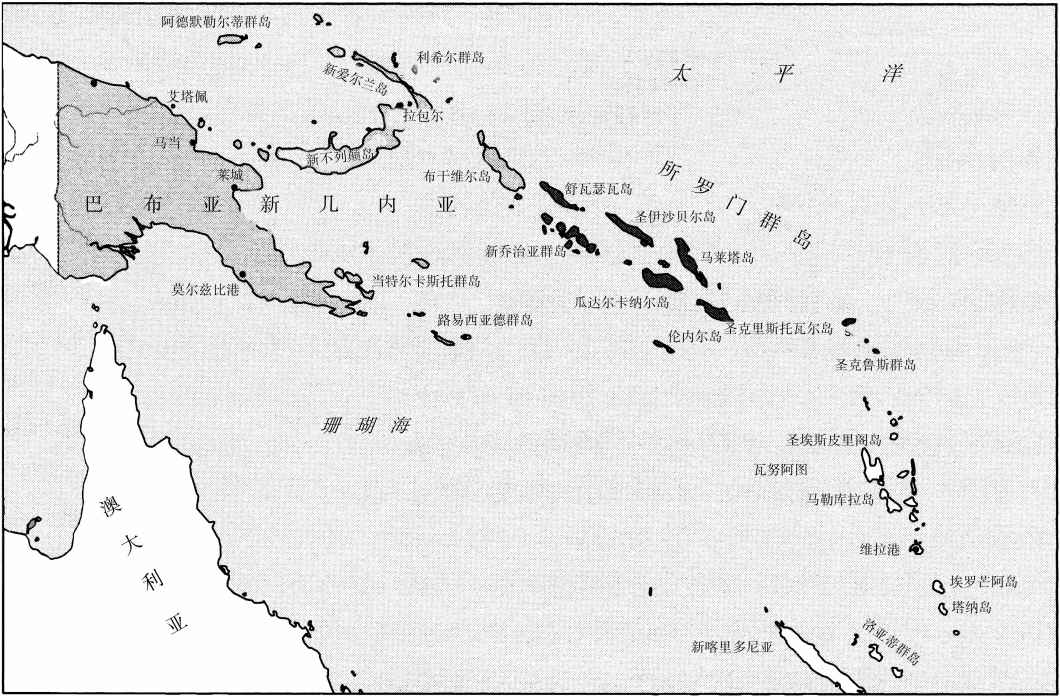 阿德默勒尔蒂群岛
利希尔群岛
新爱尔兰岛
太平洋
艾塔佩
拉包尔
马当
新不列颠岛
莱城
布干维尔岛
舒瓦瑟瓦岛
所罗门群岛
巴布亚新几内亚
圣伊沙贝尔岛
新乔治亚群岛
马莱塔岛
莫尔兹比港
当特尔卡斯托群岛
瓜达尔卡纳尔岛
路易西亚德群岛
圣克里斯托瓦尔岛
伦内尔岛
圣克鲁斯群岛
珊瑚海
圣埃斯皮里阁岛
瓦努阿图
马勒库拉岛
澳大利亚
维拉港
埃罗芒阿岛
塔纳岛
洛亚蒂群岛
新喀里多尼亚